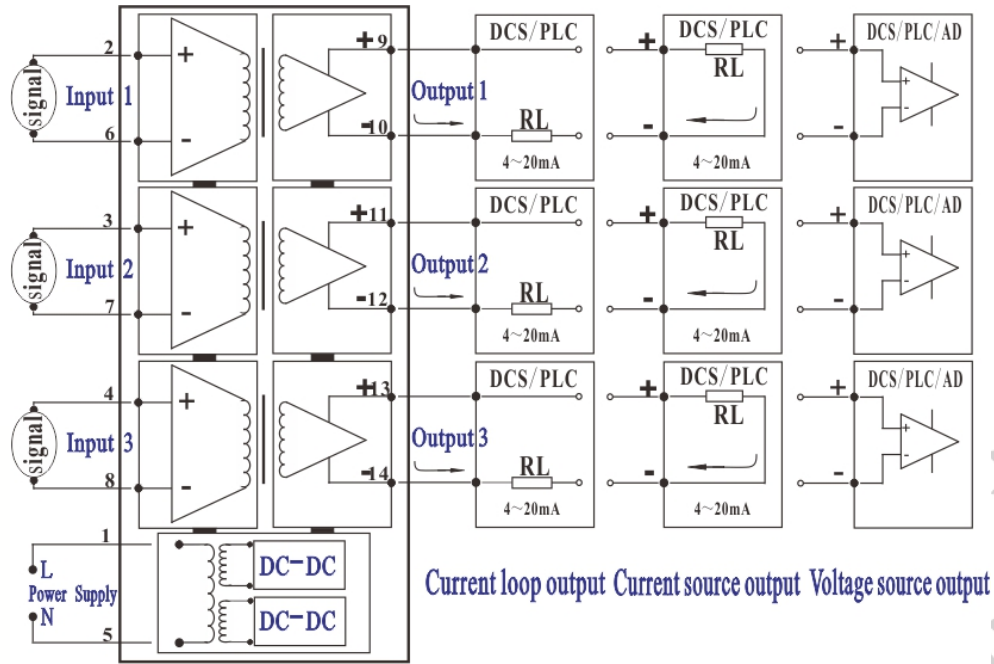 2
+
signal
Input 1
6
-
+ 9
-10
Output 1
DCS/PLC
RL
4~20mA
+
-
DCS/PLC
RL
4~20mA
+
-
DCS/PLC/AD
+
-
3
+
signal
Input 2
7
-
+11
-12
Output 2
DCS/PLC
RL
4~20mA
+
-
DCS/PLC
RL
4~20mA
+
-
DCS/PLC/AD
+
-
4
+
signal
Input 3
8
-
+13
-14
Output 3
DCS/PLC
RL
4~20mA
+
-
DCS/PLC
RL
4~20mA
+
-
DCS/PLC/AD
+
-
1
L
Power Supply
N
5
DC-DC
DC-DC
Current loop output
Current source output
Voltage source output